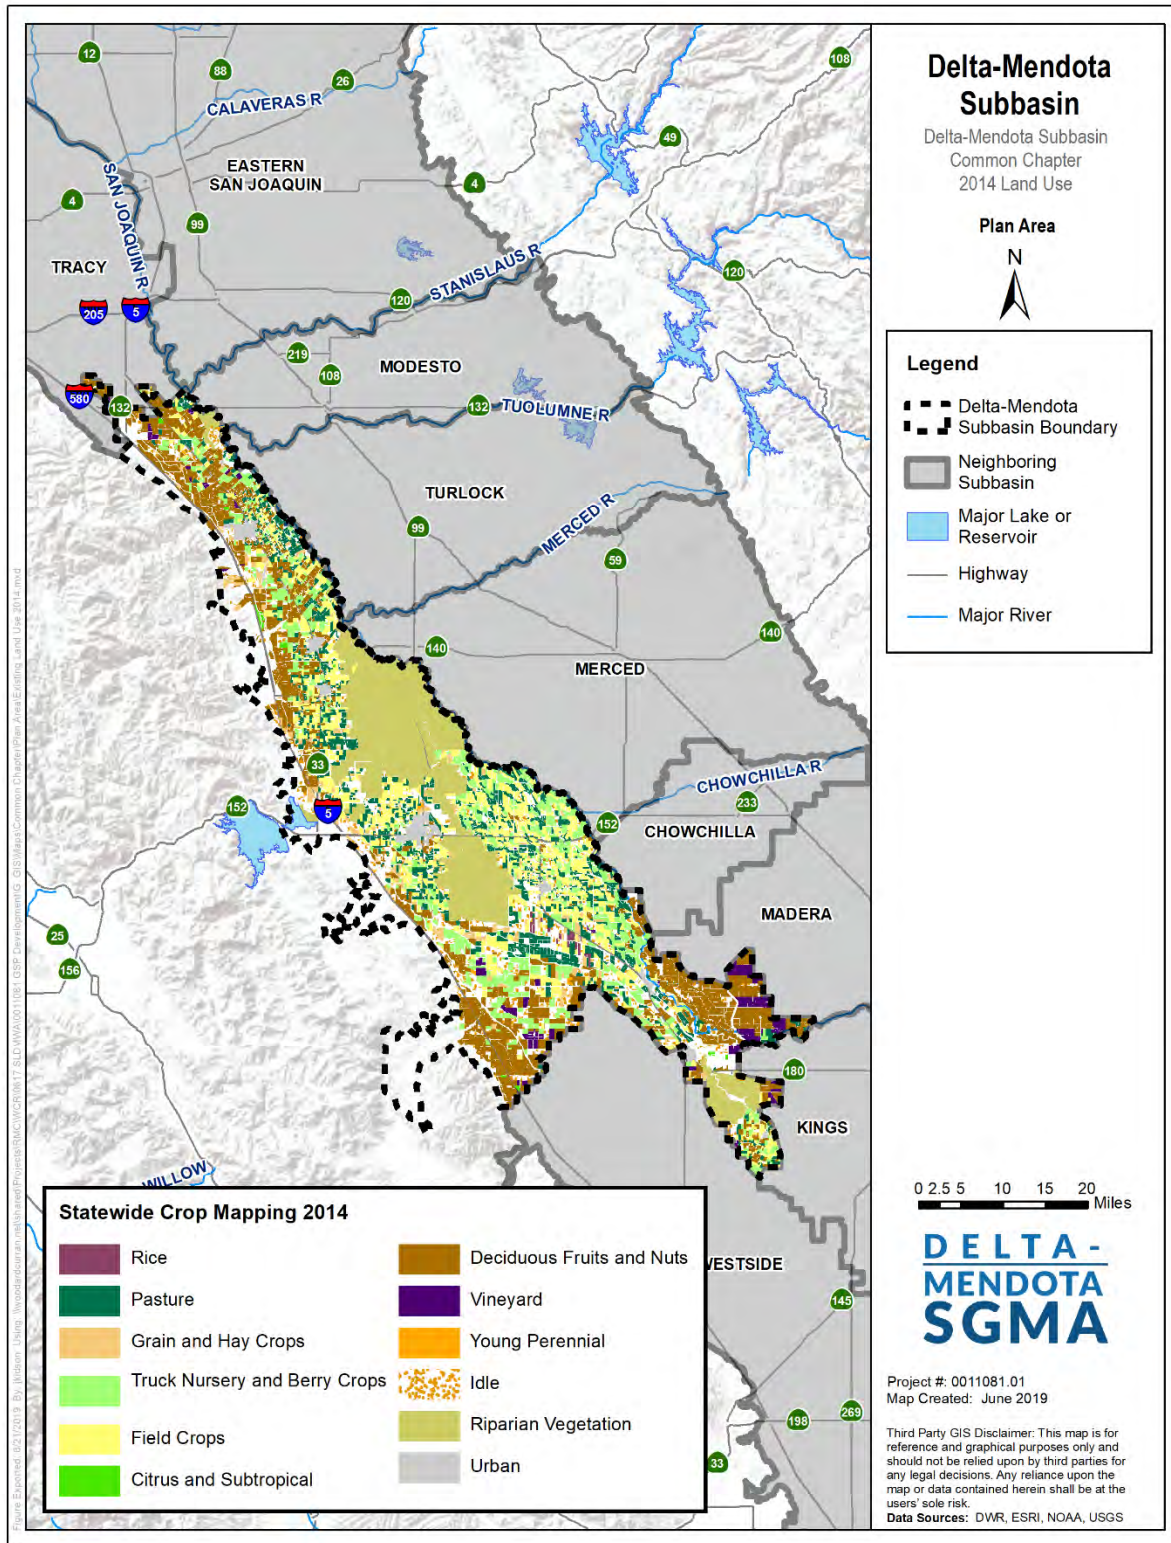 Delta-Mendota
Subbasin
Delta-Mendota Subbasin
Common Chapter
2014 Land Use
Plan Area
N
Legend
Delta-Mendota
Subbasin Boundary
Neighboring
Subbasin
Major Lake or
Reservoir
Highway
Major River
0 2.5 5 10 15 20
Miles
DELTA-
MENDOTA
SGMA
Project #: 0011081.01
Map Created: June 2019
Third Party GIS Disclaimer: This map is for
reference and graphical purposes only and
should not be relied upon by third parties for
any legal decisions. Any reliance upon the
map or data contained herein shall be at the
users' sole risk.
Data Sources: DWR, ESRI, NOAA, USGS
12
88
26
108
CALAVERAS R
49
EASTERN
SAN JOAQUIN
4
SAN JOAQUIN R
4
99
TRACY
STANISLAUS R
120
205
5
120
219
MODESTO
108
580
132
132
TUOLUMNE R
TURLOCK
99
MERCED R
59
140
140
MERCED
33
CHOWCHILLA R
233
152
5
152
CHOWCHILLA
MADERA
25
156
180
KINGS
WILLOW
WESTSIDE
145
269
198
33
Statewide Crop Mapping 2014
Rice
Pasture
Grain and Hay Crops
Truck Nursery and Berry Crops
Field Crops
Citrus and Subtropical
Deciduous Fruits and Nuts
Vineyard
Young Perennial
Idle
Riparian Vegetation
Urban